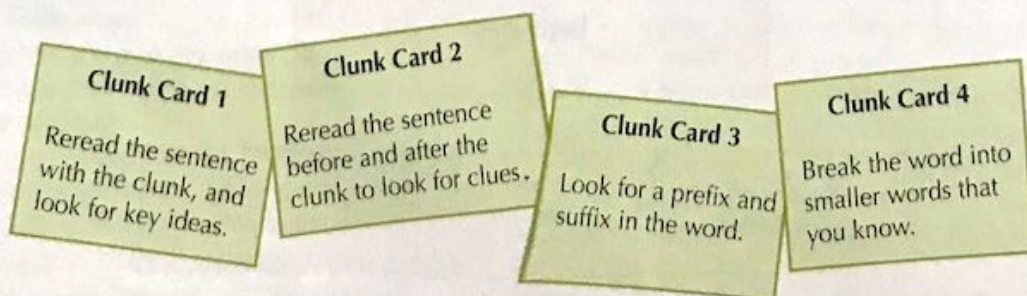 Clunk Card 1
Reread the sentence
with the clunk, and
look for key ideas.
Clunk Card 2
Reread the sentence
before and after the
clunk to look for clues.
Clunk Card 3
Look for a prefix and
suffix in the word.
Clunk Card 4
Break the word into
smaller words that
you know.